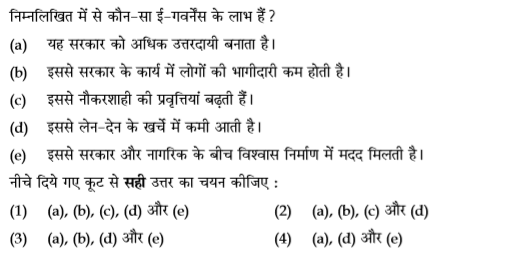 निम्नलिखित में से कौन-सा ई-गवर्नेंस के लाभ हैं ?
(a) यह सरकार को अधिक उत्तरदायी बनाता है।
(b) इससे सरकार के कार्य में लोगों की भागीदारी कम होती है।
(c) इससे नौकरशाही की प्रवृत्तियां बढ़ती हैं।
(d) इससे लेन-देन के खर्चे में कमी आती है।
(e) इससे सरकार और नागरिक के बीच विश्वास निर्माण में मदद मिलती है।
नीचे दिये गए कूट से सही उत्तर का चयन कीजिए :
(1) (a), (b), (c), (d) और (e) (2) (a), (b), (c) और (d)
(3) (a), (b), (d) और (e) (4) (a), (d) और (e)